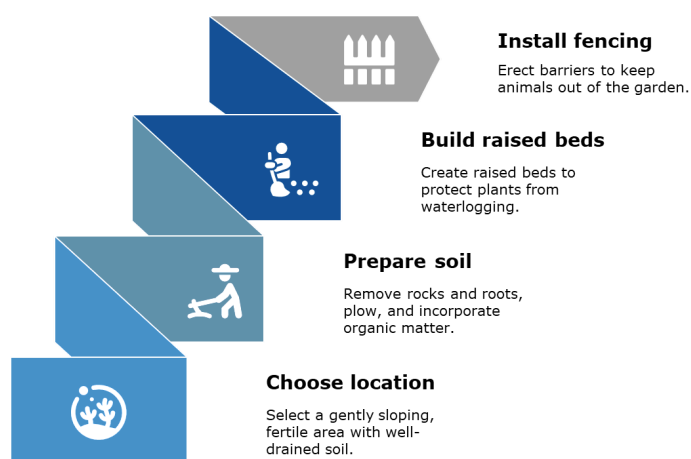 Install fencing
Erect barriers to keep
animals out of the garden.
Build raised beds
Create raised beds to
protect plants from
waterlogging.
Prepare soil
Remove rocks and roots,
plow, and incorporate
organic matter.
Choose location
Select a gently sloping,
fertile area with well-
drained soil.